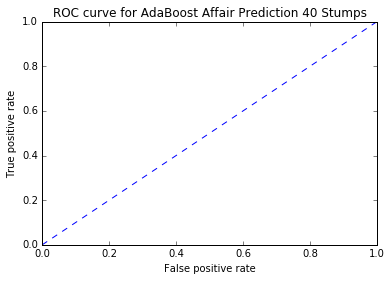 ROC curve for AdaBoost Affair Prediction 40 Stumps
1.0
0.8
0.6
0.4
0.2
0.0
True positive rate
0.0 0.2 0.4 0.6 0.8 1.0
False positive rate